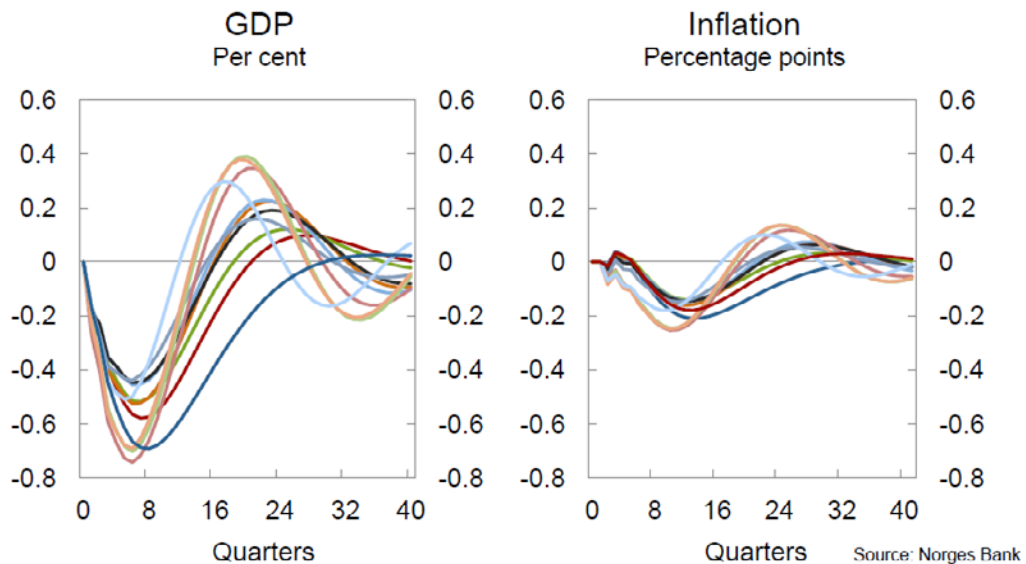 GDP
Per cent
0.6 0.6
0.4 0.4
0.2 0.2
0 0
-0.2 -0.2
-0.4 -0.4
-0.6 -0.6
-0.8 -0.8
0 8 16 24 32 40
Quarters
Inflation
Percentage points
0.6 0.6
0.4 0.4
0.2 0.2
0 0
-0.2 -0.2
-0.4 -0.4
-0.6 -0.6
-0.8 -0.8
0 8 16 24 32 40
Quarters
Source: Norges Bank